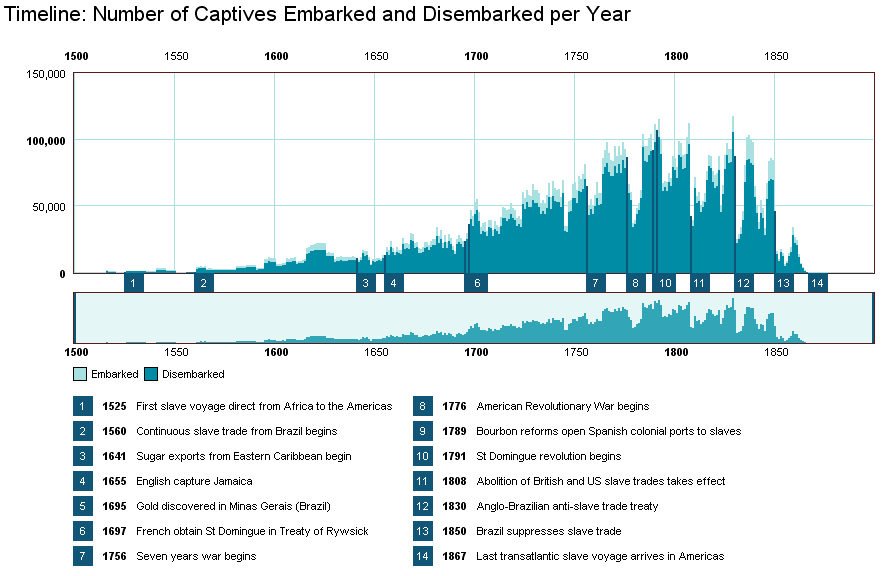 Timeline: Number of Captives Embarked and Disembarked per Year
1500 1550 1600 1650 1700 1750 1800 1850
150,000
100,000
50,000
0
1 2 3 4 6 7 8 10 11 12 13 14
1500 1550 1600 1650 1700 1750 1800 1850
Embarked Disembarked
1 1525 First slave voyage direct from Africa to the Americas
2 1560 Continuous slave trade from Brazil begins
3 1641 Sugar exports from Eastern Caribbean begin
4 1655 English capture Jamaica
5 1695 Gold discovered in Minas Gerais (Brazil)
6 1697 French obtain St Domingue in Treaty of Rywsick
7 1756 Seven years war begins
8 1776 American Revolutionary War begins
9 1789 Bourbon reforms open Spanish colonial ports to slaves
10 1791 St Domingue revolution begins
11 1808 Abolition of British and US slave trades takes effect
12 1830 Anglo-Brazilian anti-slave trade treaty
13 1850 Brazil suppresses slave trade
14 1867 Last transatlantic slave voyage arrives in Americas